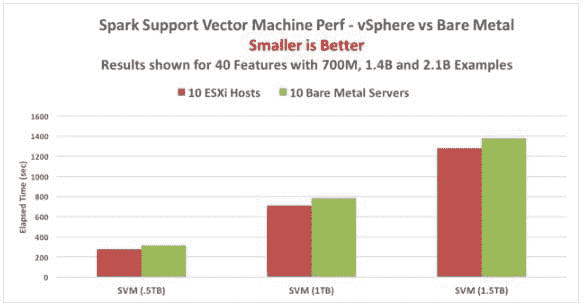 Spark Support Vector Machine Perf - vSphere vs Bare Metal
Smaller is Better
Results shown for 40 Features with 700M, 1.4B and 2.1B Examples
10 ESXi Hosts 10 Bare Metal Servers
1600
1400
1200
1000
800
600
400
200
0
Elapsed Time (sec)
SVM (.5TB) SVM (1TB) SVM (1.5TB)